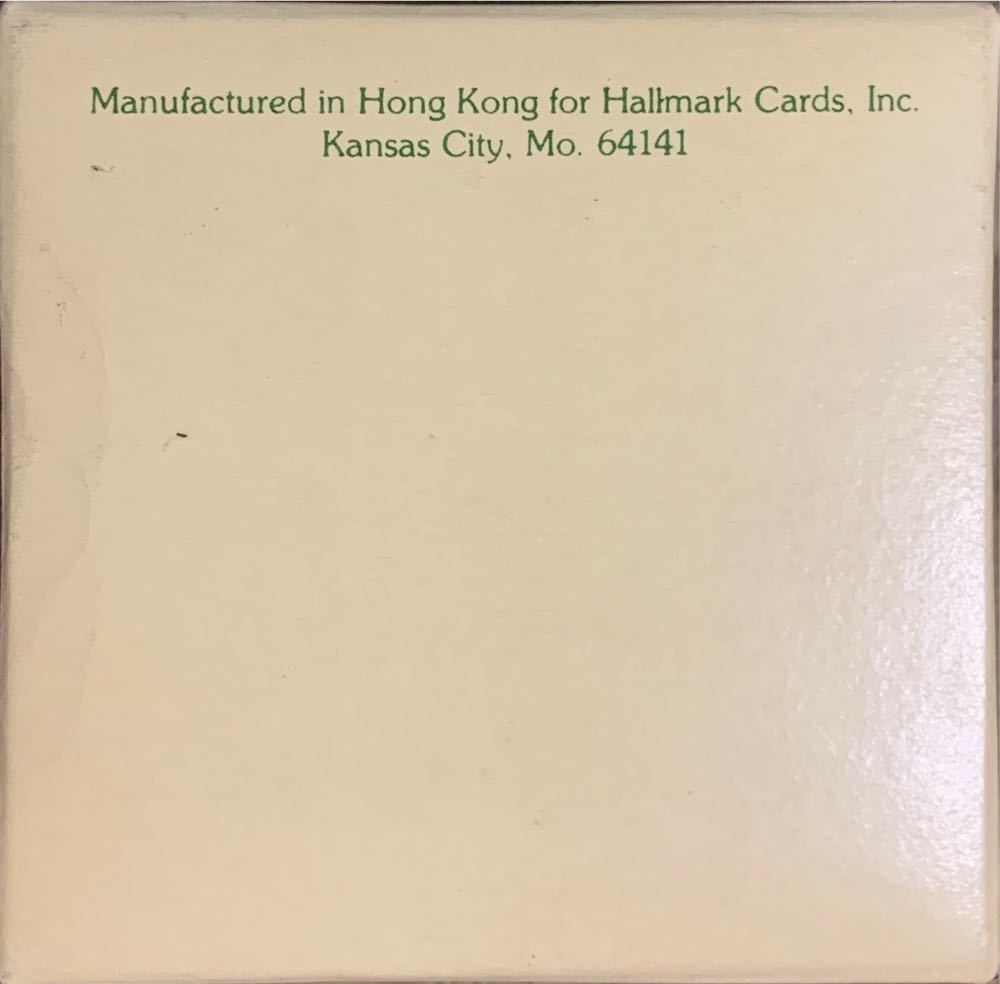 Manufactured in Hong Kong for Hallmark Cards, Inc.
Kansas City, Mo. 64141